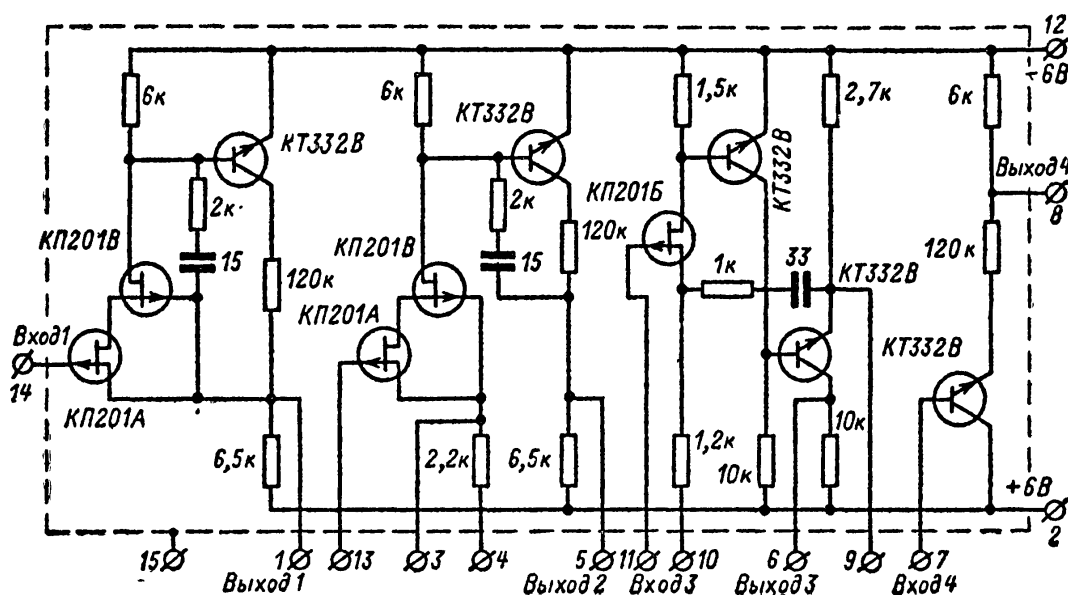 12
-6В
6к
6к
1,5к
2,7к
6к
КТ332В
КТ332В
КТ332В
Выход4
8
2к
2к
КП201Б
120к
КП201В
15
120к
КП201В
15
1к
33
КТ332В
120к
Вход1
14
КП201А
КП201А
КТ332В
6,5к
2,2к
6,5к
1,2к
10к
10к
+6В
2
15
1
13
3
4
5
11
10
6
9
7
Выход1
Выход2
Вход3
Выход3
Вход4